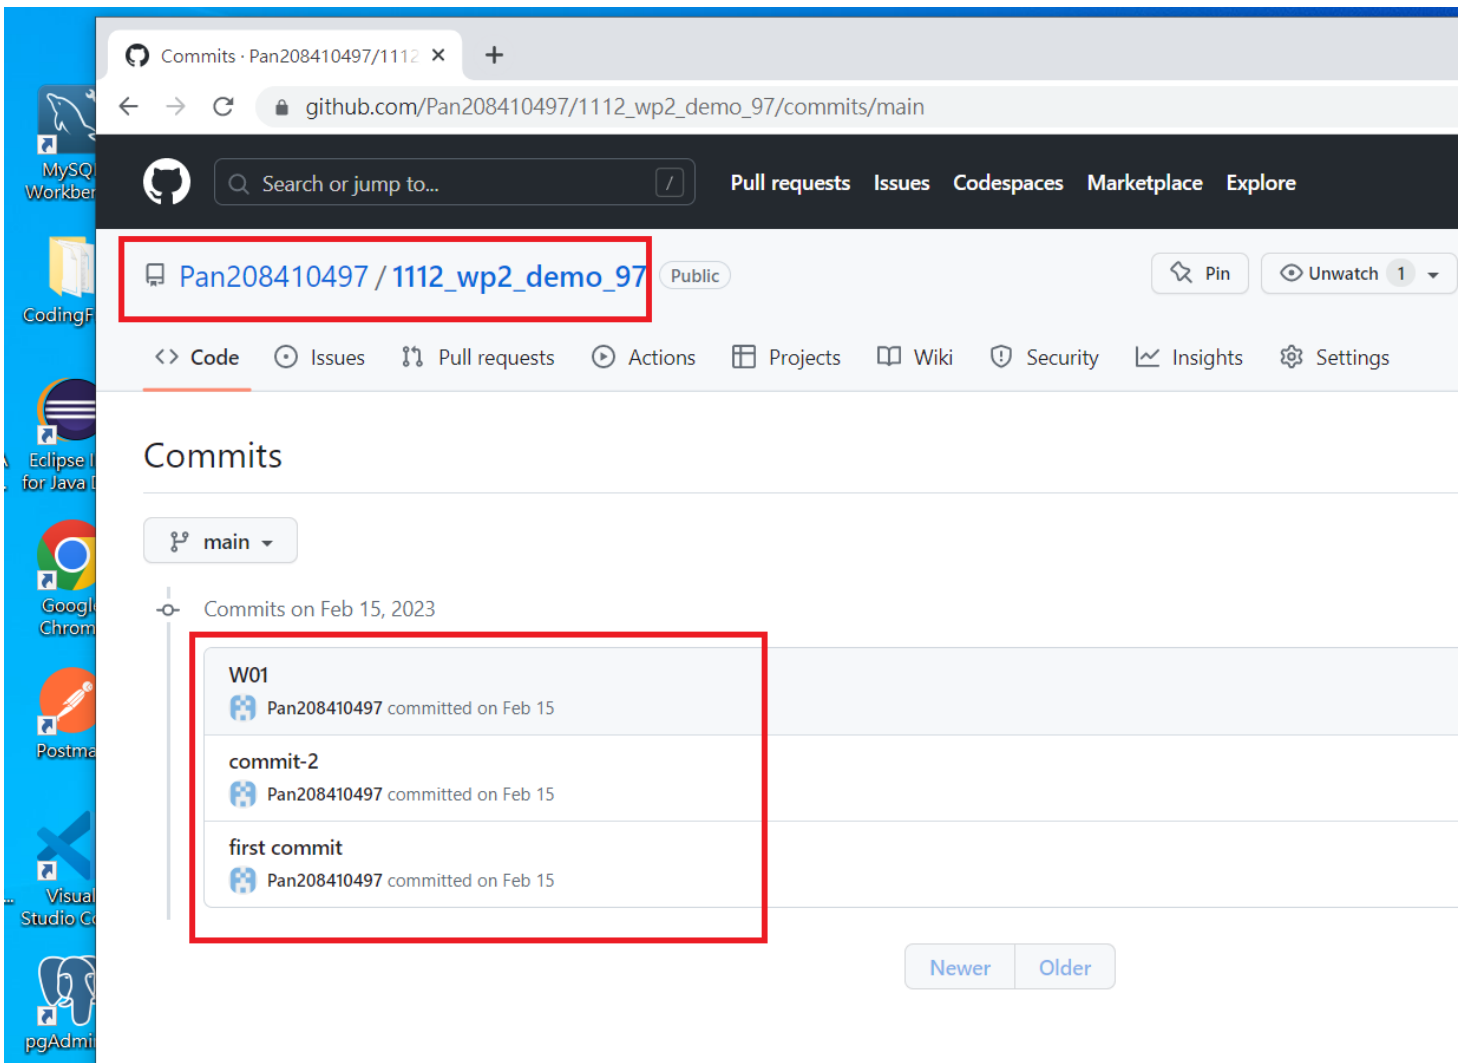 Commits · Pan208410497/1112
github.com/Pan208410497/1112_wp2_demo_97/commits/main
Search or jump to... /
Pull requests Issues Codespaces Marketplace Explore
Pan208410497 / 1112_wp2_demo_97 Public
Pin Unwatch 1
Code Issues Pull requests Actions Projects Wiki Security Insights Settings
Commits
main
Commits on Feb 15, 2023
W01
Pan208410497 committed on Feb 15
commit-2
Pan208410497 committed on Feb 15
first commit
Pan208410497 committed on Feb 15
Newer Older
MySQ
Workben
CodingF
Eclipse I
for Java
Googl
Chrom
Postma
Visual
Studio C
pgAdmi